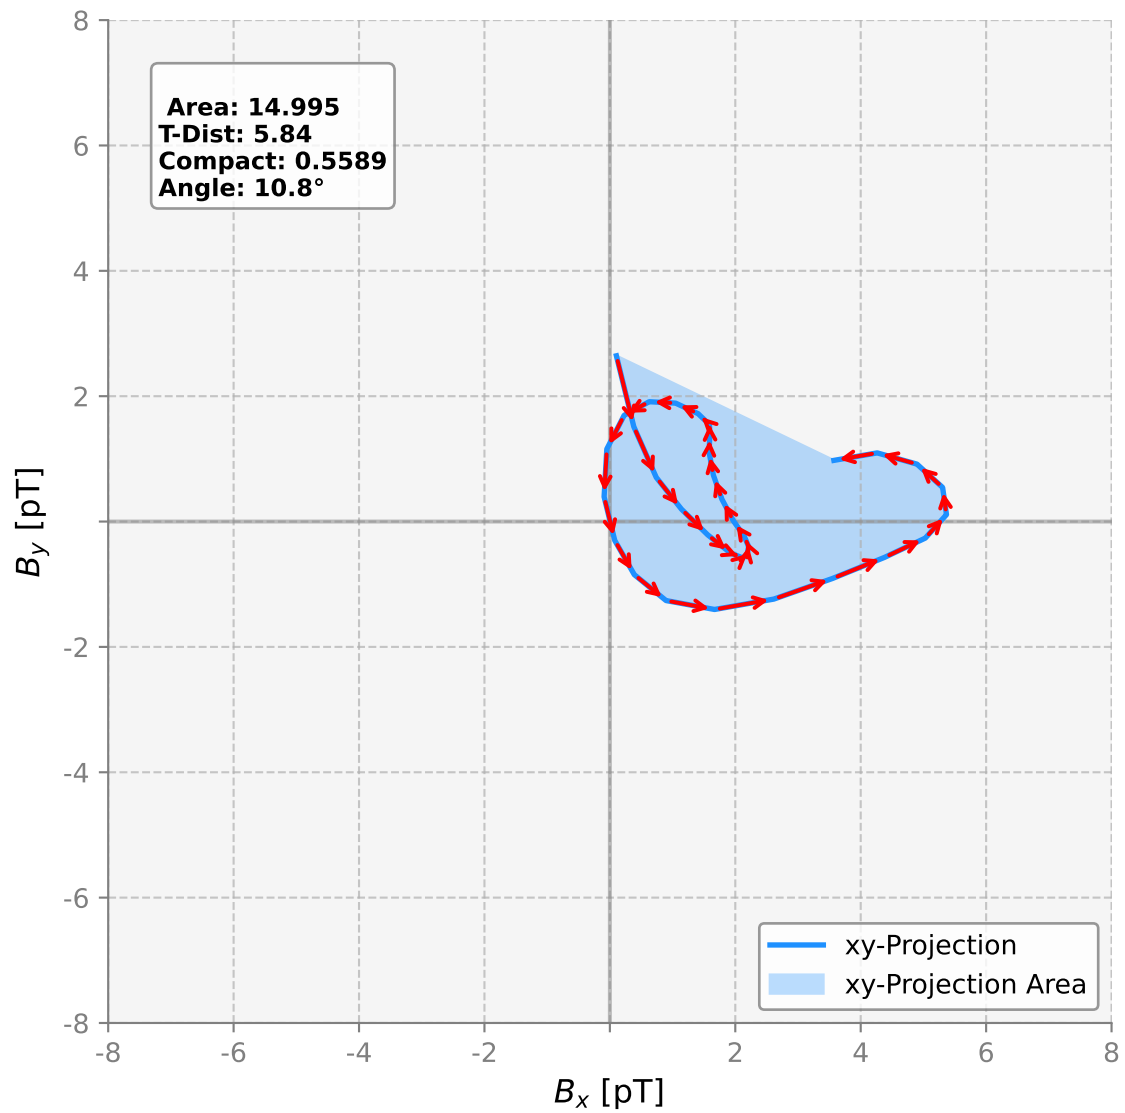 8
6
4
2
-2
-4
-6
-8
-8
-6
-4
-2
2
4
6
8
Area: 14.995
T-Dist: 5.84
Compact: 0.5589
Angle: 10.8°
B_y [pT]
B_x [pT]
xy-Projection
xy-Projection Area